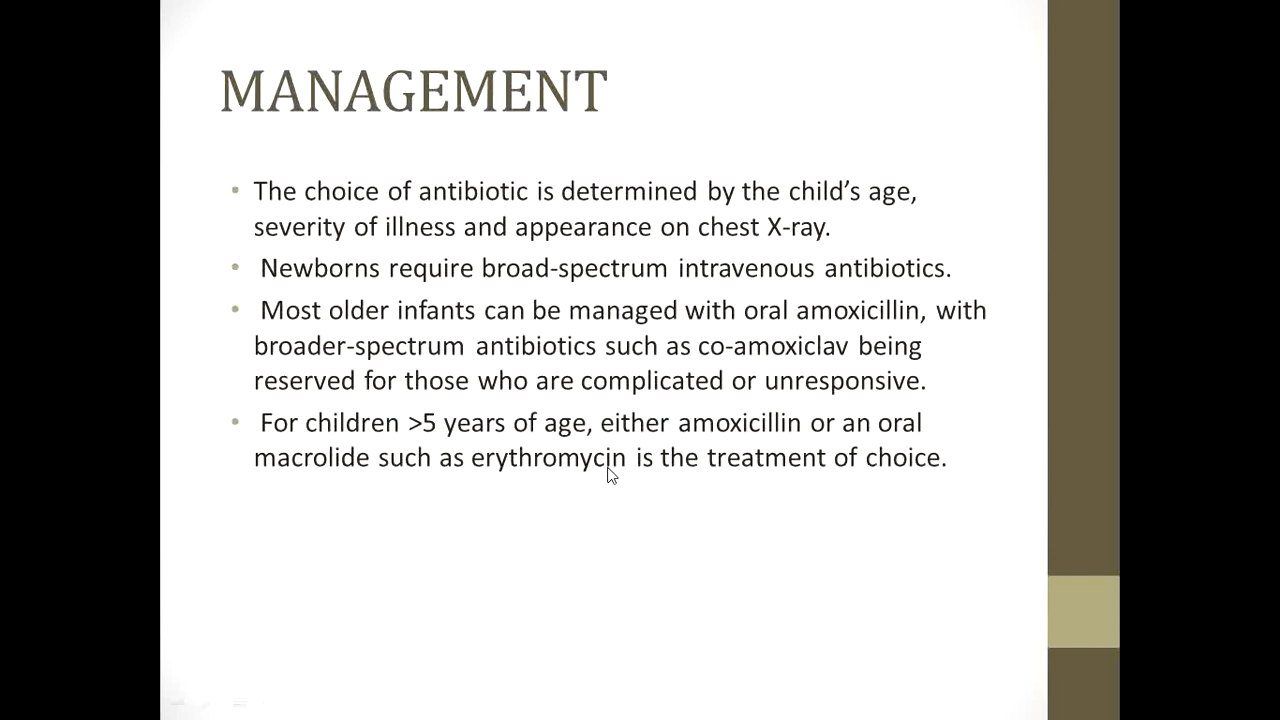 MANAGEMENT
• The choice of antibiotic is determined by the child’s age,
severity of illness and appearance on chest X-ray.
• Newborns require broad-spectrum intravenous antibiotics.
• Most older infants can be managed with oral amoxicillin, with
broader-spectrum antibiotics such as co-amoxiclav being
reserved for those who are complicated or unresponsive.
• For children >5 years of age, either amoxicillin or an oral
macrolide such as erythromycin is the treatment of choice.